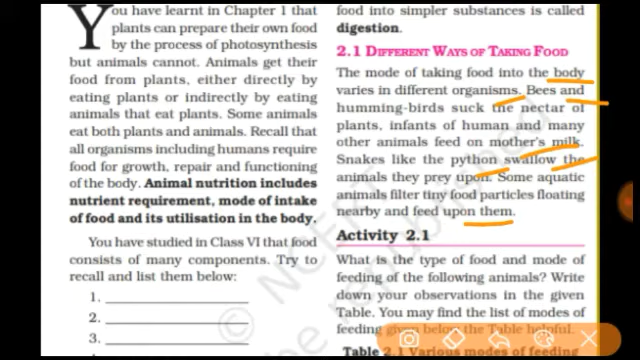 You have learnt in Chapter 1 that
plants can prepare their own food
by the process of photosynthesis
but animals cannot. Animals get their
food from plants, either directly by
eating plants or indirectly by eating
animals that eat plants. Some animals
eat both plants and animals. Recall that
all organisms including humans require
food for growth, repair and functioning
of the body. Animal nutrition includes
nutrient requirement, mode of intake
of food and its utilisation in the body.
You have studied in Class VI that food
consists of many components. Try to
recall and list them below:
1.
2.
3.
food into simpler substances is called
digestion.
2.1 DIFFERENT WAYS OF TAKING FOOD
The mode of taking food into the body
varies in different organisms. Bees and
humming-birds suck the nectar of
plants, infants of human and many
other animals feed on mother's milk.
Snakes like the python swallow the
animals they prey upon. Some aquatic
animals filter tiny food particles floating
nearby and feed upon them.
Activity 2.1
What is the type of food and mode of
feeding of the following animals? Write
down your observations in the given
Table. You may find the list of modes of
feeding given below the Table helpful.
Table 2.1 Various modes of feeding
© NCERT